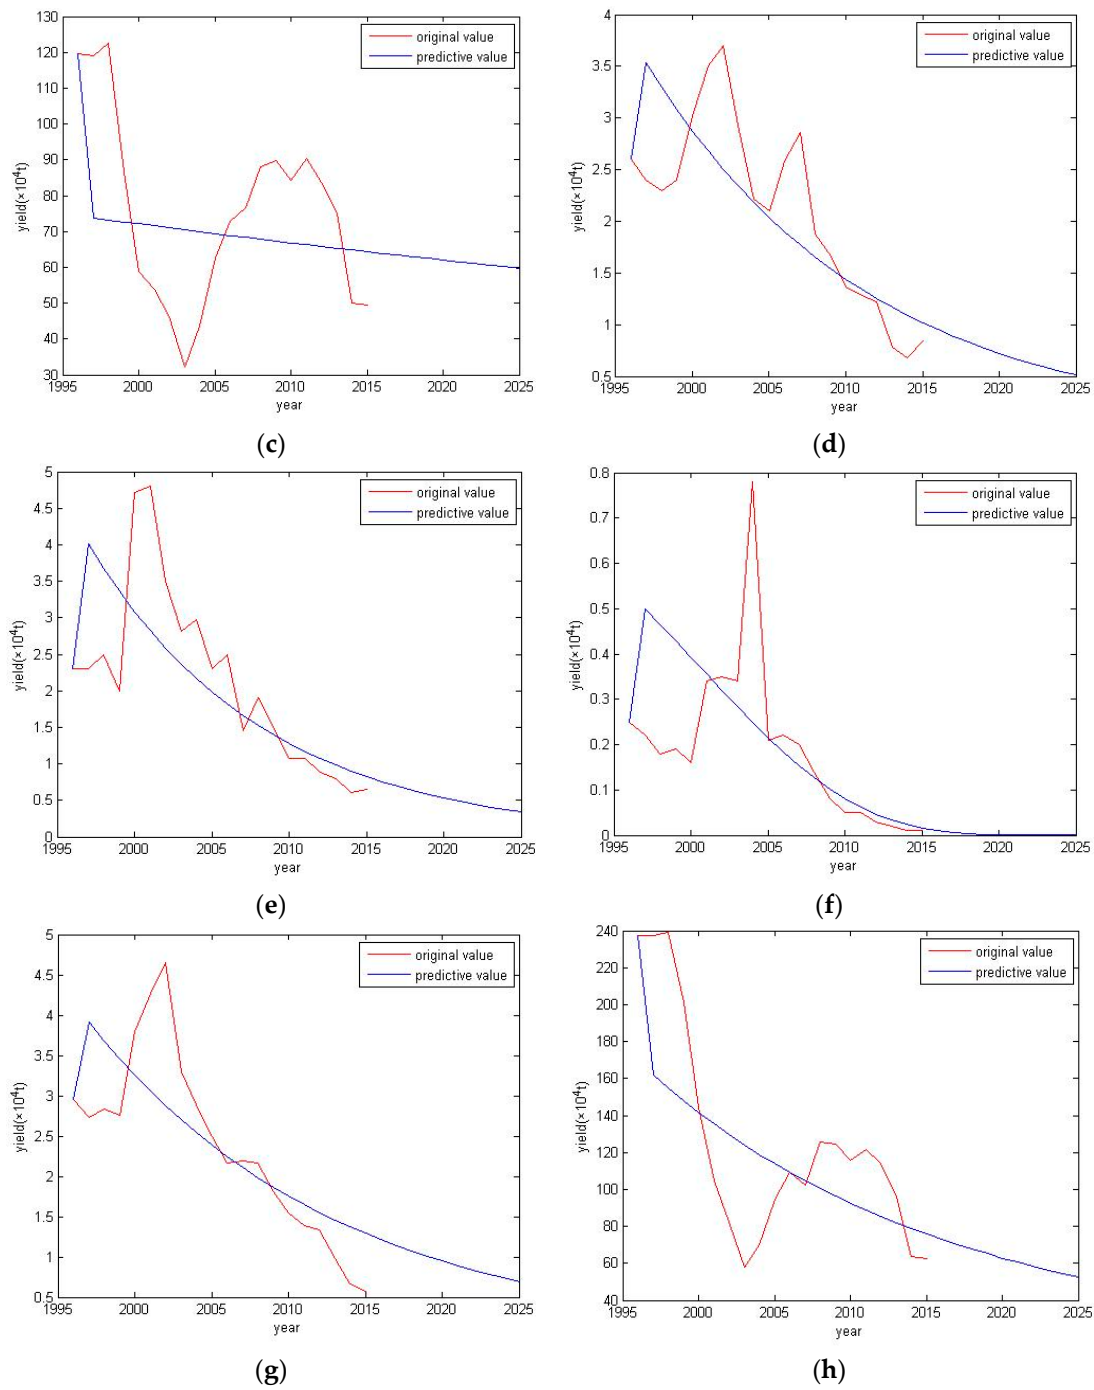 130
120
110
100
90
80
70
60
50
40
30
1995 2000 2005 2010 2015 2020 2025
yield(×10⁴t)
year
original value
predictive value
(c)
4
3.5
3
2.5
2
1.5
1
0.5
1995 2000 2005 2010 2015 2020 2025
yield(×10⁴t)
year
original value
predictive value
(d)
5
4.5
4
3.5
3
2.5
2
1.5
1
0.5
0
1995 2000 2005 2010 2015 2020 2025
yield(×10⁴t)
year
original value
predictive value
(e)
0.8
0.7
0.6
0.5
0.4
0.3
0.2
0.1
0
1995 2000 2005 2010 2015 2020 2025
yield(×10⁴t)
year
original value
predictive value
(f)
5
4.5
4
3.5
3
2.5
2
1.5
1
0.5
1995 2000 2005 2010 2015 2020 2025
yield(×10⁴t)
year
original value
predictive value
(g)
240
220
200
180
160
140
120
100
80
60
40
1995 2000 2005 2010 2015 2020 2025
yield(×10⁴t)
year
original value
predictive value
(h)